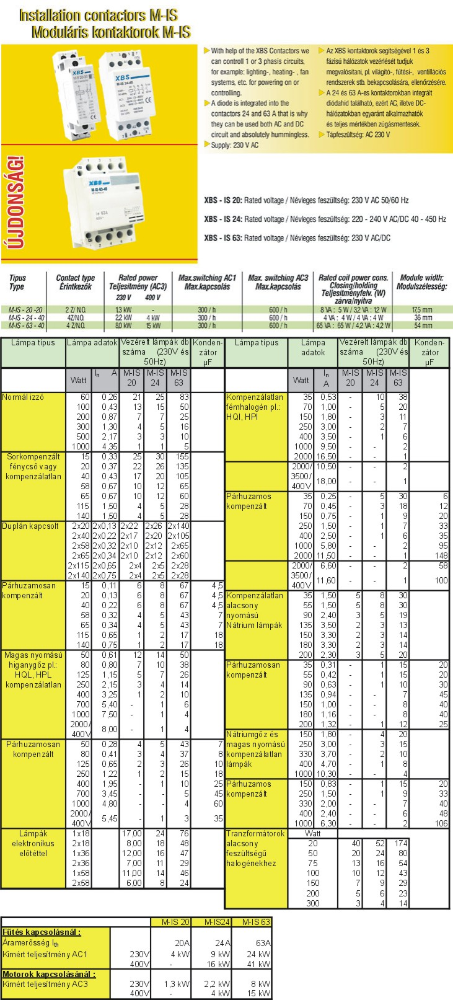 Installation contactors M-IS
Moduláris kontaktorok M-IS
ÚJDONSÁG!
XBS
M-IS 20-20
XBS
M-IS 24-40
XBS
M-IS-63-40
Ie 63A
With help of the XBS Contactors we
can controll 1 or 3 phasis circuits,
for example: lighting-, heating- , fan
systems, etc. for powering on or
controlling.
A diode is integrated into the
contactors 24 and 63 A that is why
they can be used both AC and DC
circuit and absolutely hummingless.
Supply: 230 V AC
Az XBS kontaktorok segítségével 1 és 3
fázisú hálózatok vezérlését tudjuk
megvalósítani, pl. világító-, fűtési-, ventillációs
rendszerek stb. bekapcsolására, ellenőrzésére.
A 24 és 63 A-es kontaktorokban integrált
diódahíd található, ezért AC, illetve DC-
hálózatokban egyaránt alkalmazhatók
és teljes mértékben zúgásmentesek.
Tápfeszültség: AC 230 V
XBS - IS 20: Rated voltage / Névleges feszültség: 230 V AC 50/60 Hz
XBS - IS 24: Rated voltage / Névleges feszültség: 220 - 240 V AC/DC 40 - 450 Hz
XBS - IS 63: Rated voltage / Névleges feszültség: 230 V AC/DC
Típus Contact type Rated power Max.switching AC1 Max. switching AC3 Rated coil power cons. Module width:
Type Érintkezők Teljesítmény (AC3) Max.kapcsolás Max.kapcsolás Closing/holding Modulszélesség:
Teljesítményfelv. (W)
230 V 400 V zárva/nyitva
M-IS - 20 -20 2 Z/ N.O. 1,3 kW - 300 / h 600 / h 8 VA : 5 W / 3,2 VA : 1,2 W 17,5 mm
M-IS - 24 - 40 4Z/N.O. 2,2 kW 4 kW 300 / h 600 / h 4 VA : 4 W / 4 VA : 4 W 36 mm
M-IS - 63 - 40 4 Z/N.O. 8,0 kW 15 kW 300 / h 600 / h 65 VA : 65 W / 4,2 VA : 4,2 W 54 mm
Lámpa típus Lámpa adatok Vezérelt lámpák db száma (230V és 50Hz) Konden- zátor µF
Watt In A M-IS 20 M-IS 24 M-IS 63
Normál izzó 60 0,26 21 25 83
100 0,43 13 15 50
200 0,87 7 7 25
300 1,30 4 5 16
500 2,17 3 3 10
1000 4,35 1 1 5
Sorkompenzált 15 0,33 25 30 155
fénycső vagy 20 0,37 22 26 135
kompenzálatlan 40 0,43 17 20 105
58 0,67 10 12 65
65 0,67 10 12 60
115 1,50 4 5 28
140 1,50 4 5 28
Duplán kapcsolt 2x20 2x0,13 2x22 2x26 2x140
2x40 2x0,22 2x17 2x20 2x105
2x58 2x0,32 2x10 2x12 2x65
2x65 2x0,34 2x10 2x12 2x60
2x115 2x0,65 2x4 2x5 2x28
2x140 2x0,75 2x4 2x5 2x28
Párhuzamosan 15 0,11 6 8 67 4,5
kompenzált 20 0,13 6 8 67 4,5
40 0,22 6 8 67 4,5
58 0,32 4 5 43 7
65 0,34 4 5 43 7
115 0,65 1 2 17 18
140 0,75 1 2 17 18
Magas nyomású 50 0,61 12 14 50
higanygőz pl.: 80 0,80 7 10 38
HQL, HPL 125 1,15 5 7 26
kompenzálatlan 250 2,15 3 4 14
400 3,25 1 2 10
700 5,40 - 1 6
1000 7,50 - 1 4
2000/
400V 8,00 - 1 4
Párhuzamosan 50 0,28 4 5 43 7
kompenzált 80 0,41 3 4 37 8
125 0,65 2 3 26 10
250 1,22 1 2 15 18
400 1,95 - 1 10 25
700 3,45 - - 5 45
1000 4,80 - - 4 60
2000/
400V 5,45 - 1 3 35
Lámpák 1x18 17,00 24 76
elektronikus 2x18 8,00 18 48
előtéttel 1x36 12,00 16 47
2x36 7,00 11 29
1x58 11,00 14 46
2x58 6,00 8 24
Lámpa típus Lámpa adatok Vezérelt lámpák db száma (230V és 50Hz) Konden- zátor µF
Watt In A M-IS 20 M-IS 24 M-IS 63
Kompenzálatlan 35 0,53 - 10 38
fémhalogén pl.: 70 1,00 - 5 20
HQI, HPI 150 1,80 - 3 11
250 3,00 - 2 7
400 3,50 - 1 6
1000 9,50 - - 2
2000 16,50 - - 1
2000/ 10,50 - - 2
3500/
400V 18,00 - - 1
Párhuzamos 35 0,25 - 5 30 6
kompenzált 70 0,45 - 3 18 12
150 0,75 - 1 9 20
250 1,50 - 1 7 33
400 2,50 - 1 6 35
1000 5,80 - - 2 95
2000 11,50 - - 1 148
2000/ 6,60 - - 2 58
3500/
400V 11,60 - - 1 100
Kompenzálatlan 35 1,50 5 8 30
alacsony 55 1,50 5 8 30
nyomású 90 2,40 3 5 19
Nátrium lámpák 135 3,50 2 3 13
150 3,30 2 3 14
180 3,30 2 3 14
200 2,30 3 5 20
Párhuzamosan 35 0,31 - 1 15 20
kompenzált 55 0,42 - 1 15 20
90 0,63 - 1 10 30
135 0,94 - - 7 45
150 1,00 - - 8 40
180 1,16 - - 8 40
200 1,32 - 1 12 25
Nátriumgőz és 150 1,80 - 4 20
magas nyomású 250 3,00 - 3 15
kompenzálatlan 330 3,70 - 2 10
lámpák 400 4,70 - 1 8
1000 10,30 - - 4
Párhuzamos 150 0,83 - 1 15 20
kompenzált 250 1,50 - 1 9 33
330 2,00 - - 7 40
400 2,40 - - 6 48
1000 6,30 - - 2 106
Tranzformátorok Watt
alacsony 20 40 52 174
feszültségű 50 20 24 80
halogénekhez 75 13 16 54
100 10 12 43
150 7 9 29
200 5 6 23
300 3 4 14
M-IS 20 M-IS24 M-IS 63
Fűtés kapcsolásnál :
Áramerősség Ith 20A 24A 63A
Kimért teljesítmény AC1 230V 4 kW 9 kW 24 kW
400V - 16 kW 41 kW
Motorok kapcsolásánál :
Kimért teljesítmény AC3 230V 1,3 kW 2,2 kW 8 kW
400V - 4 kW 15 kW